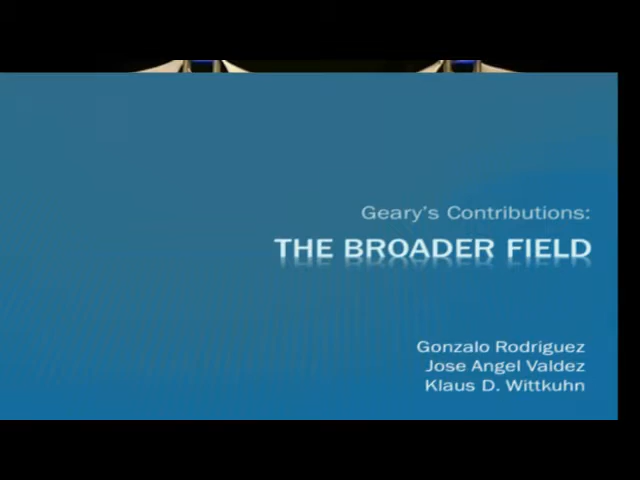 Geary's Contributions:
THE BROADER FIELD
Gonzalo Rodriguez
Jose Angel Valdez
Klaus D. Wittkuhn